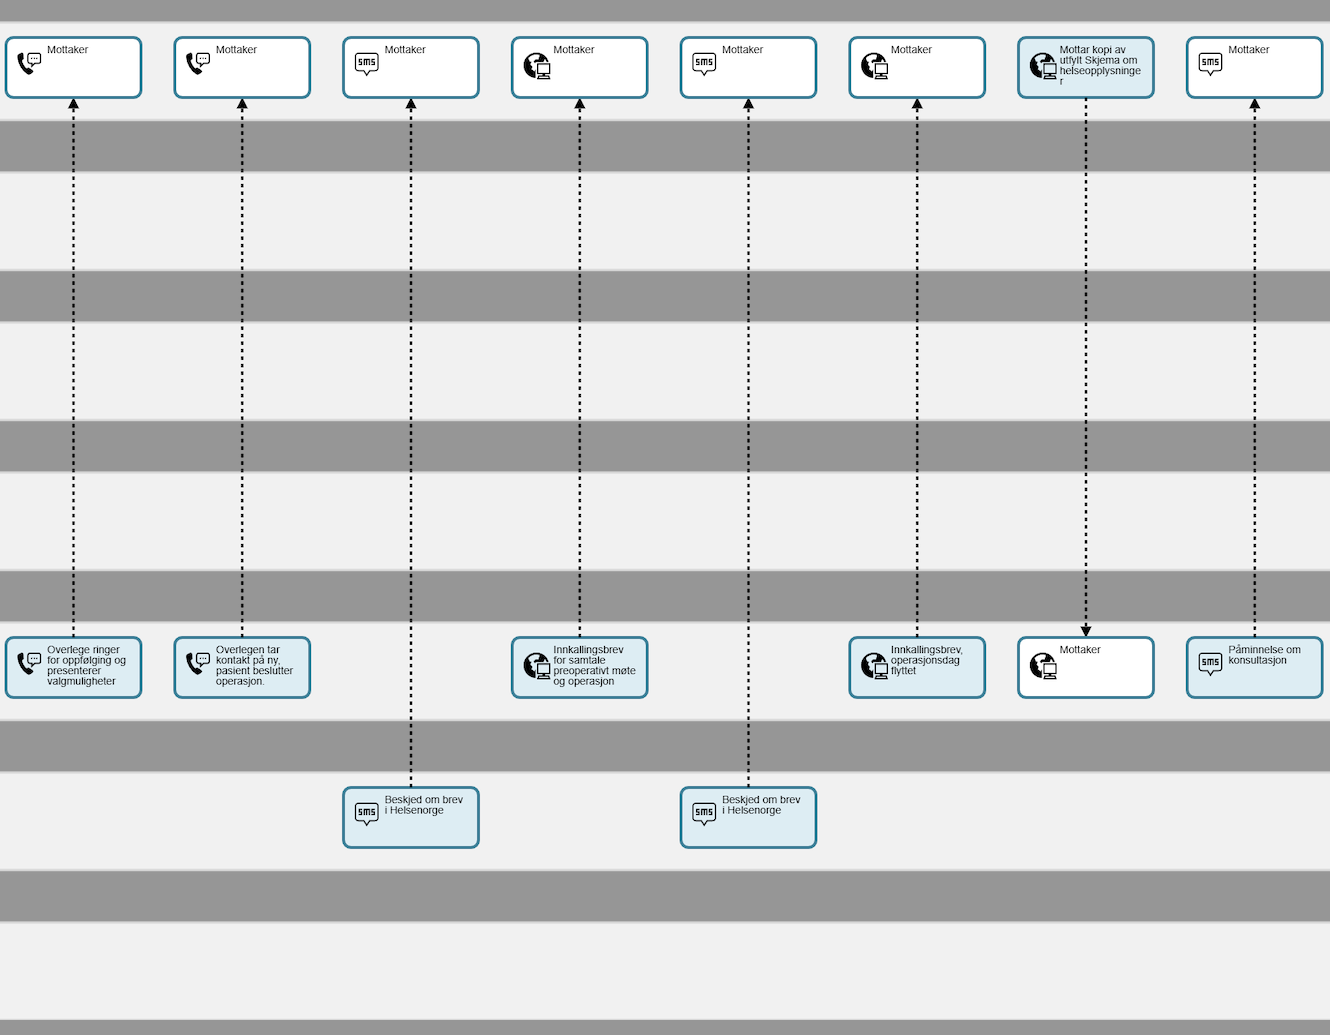 Mottaker
Mottaker
sms
Mottaker
Mottaker
sms
Mottaker
Mottaker
Mottar kopi av
utfylt Skjema om
helseopplysninge
r
sms
Mottaker
Overlege ringer
for oppfølging og
presenterer
valgmuligheter
Overlegen tar
kontakt på ny,
pasient beslutter
operasjon.
Innkallingsbrev
for samtale
preoperativt møte
og operasjon
Innkallingsbrev,
operasjonsdag
flyttet
Mottaker
sms
Påminnelse om
konsultasjon
sms
Beskjed om brev
i Helsenorge
sms
Beskjed om brev
i Helsenorge